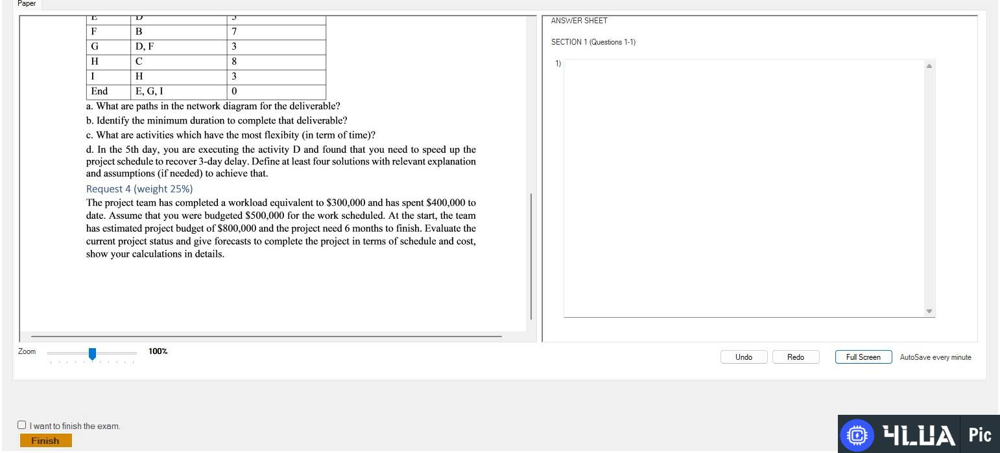 Paper
E D 5
F B 7
G D, F 3
H C 8
I H 3
End E, G, I 0
a. What are paths in the network diagram for the deliverable?
b. Identify the minimum duration to complete that deliverable?
c. What are activities which have the most flexibity (in term of time)?
d. In the 5th day, you are executing the activity D and found that you need to speed up the
project schedule to recover 3-day delay. Define at least four solutions with relevant explanation
and assumptions (if needed) to achieve that.
Request 4 (weight 25%)
The project team has completed a workload equivalent to $300,000 and has spent $400,000 to
date. Assume that you were budgeted $500,000 for the work scheduled. At the start, the team
has estimated project budget of $800,000 and the project need 6 months to finish. Evaluate the
current project status and give forecasts to complete the project in terms of schedule and cost,
show your calculations in details.
ANSWER SHEET
SECTION 1 (Questions 1-1)
1)
Zoom 100%
Undo Redo Full Screen AutoSave every minute
I want to finish the exam.
Finish
Pic